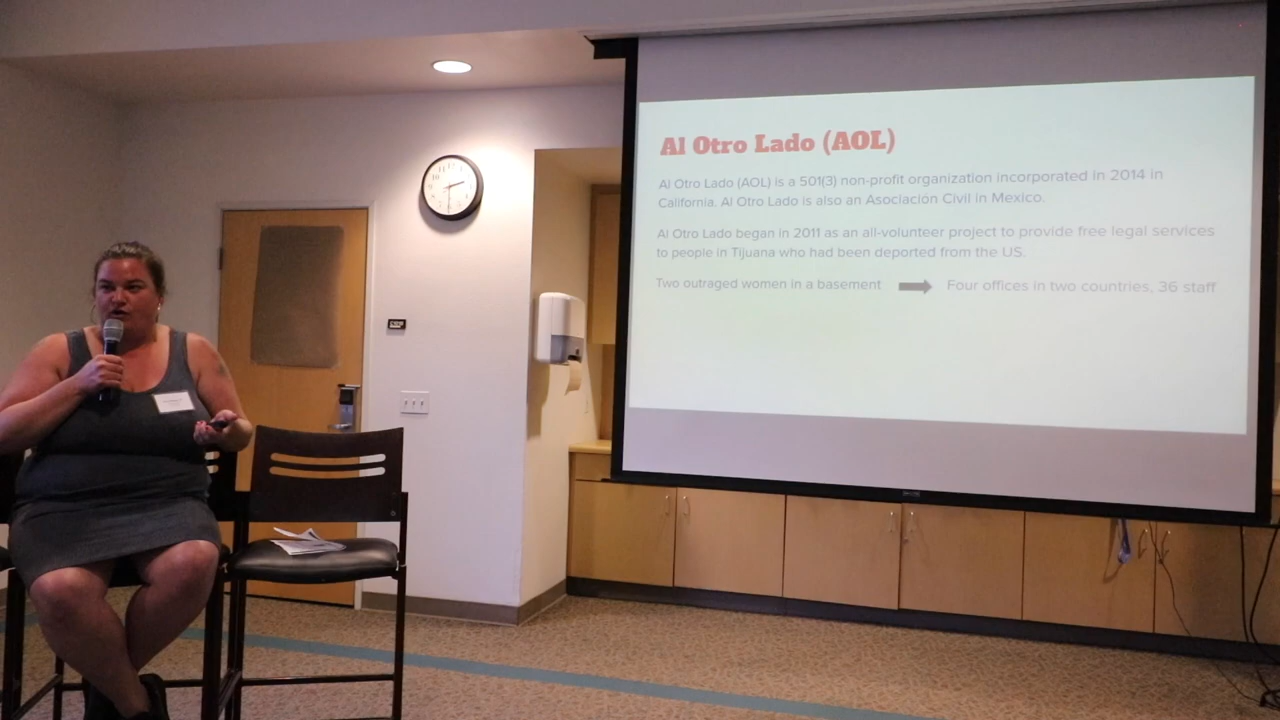 Al Otro Lado (AOL)
Al Otro Lado (AOL) is a 501(3) non-profit organization incorporated in 2014 in
California. Al Otro Lado is also an Asociación Civil in Mexico.
Al Otro Lado began in 2011 as an all-volunteer project to provide free legal services
to people in Tijuana who had been deported from the US.
Two outraged women in a basement Four offices in two countries, 36 staff